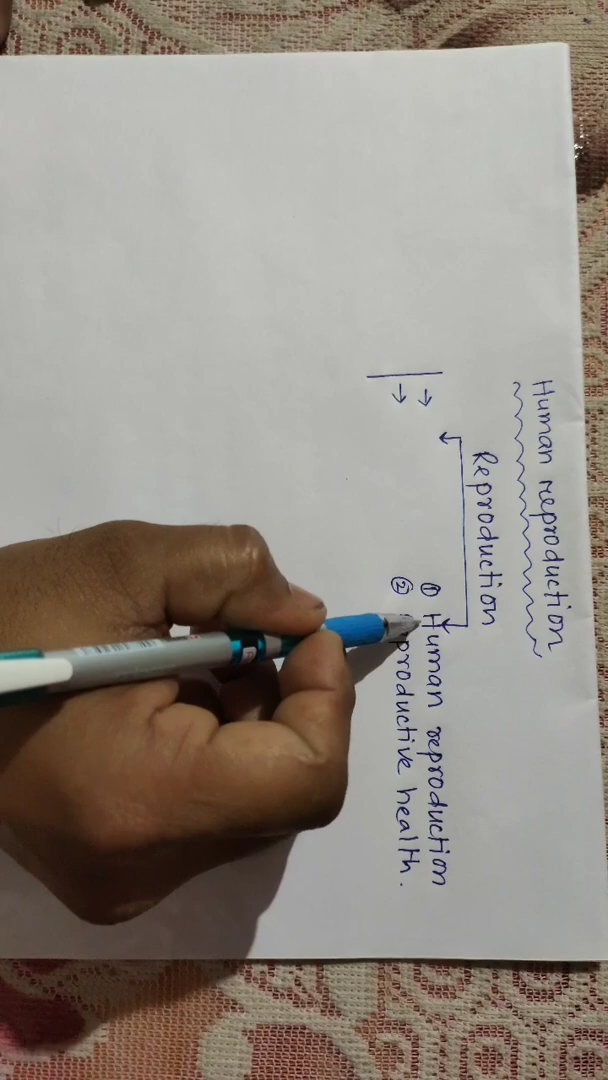 Human reproduction
Reproduction
① Human reproduction
② productive health.